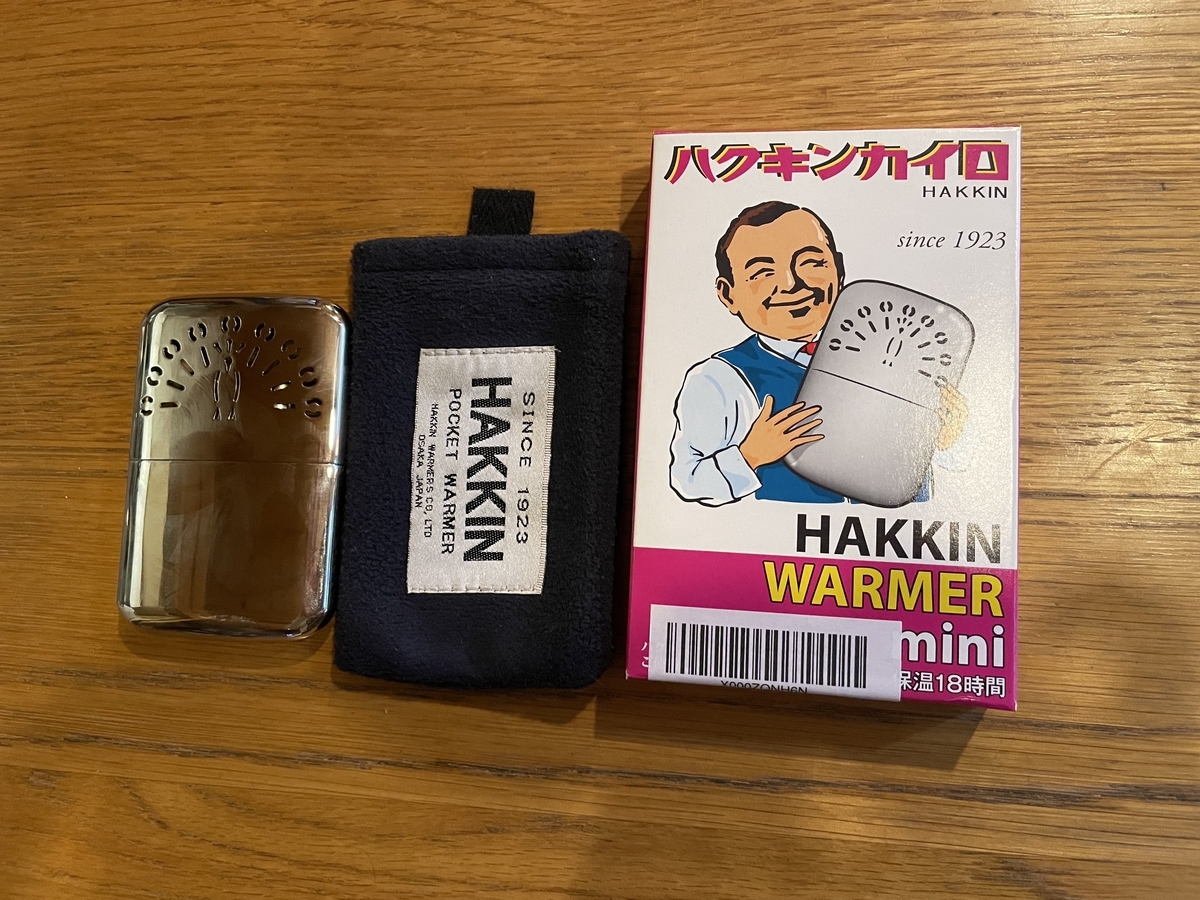 SINCE 1923
HAKKIN
POCKET WARMER
HAKKIN WARMERS CO., LTD
OSAKA JAPAN
ハクキンカイロ
HAKKIN
since 1923
HAKKIN
WARMER
mini
保温18時間